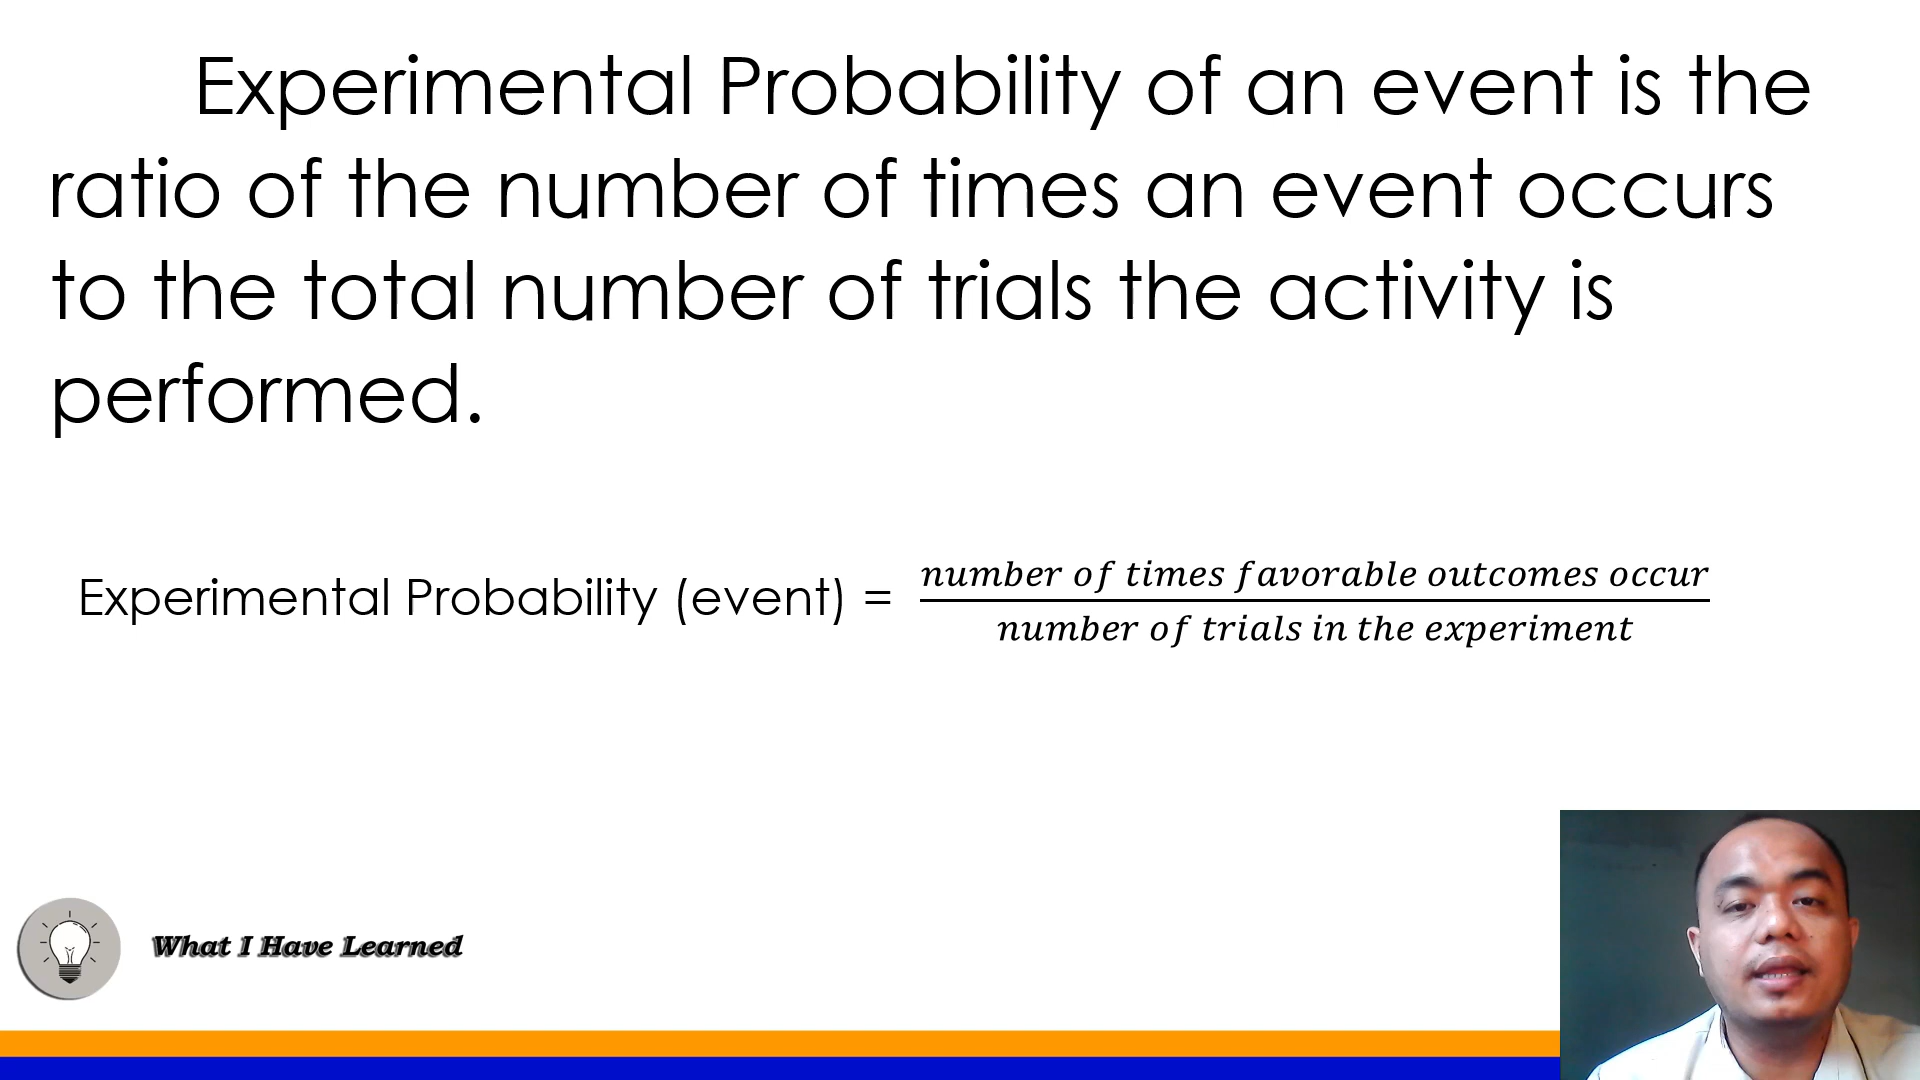 Experimental Probability of an event is the
ratio of the number of times an event occurs
to the total number of trials the activity is
performed.
Experimental Probability (event) = number of times favorable outcomes occur
number of trials in the experiment
What I Have Learned